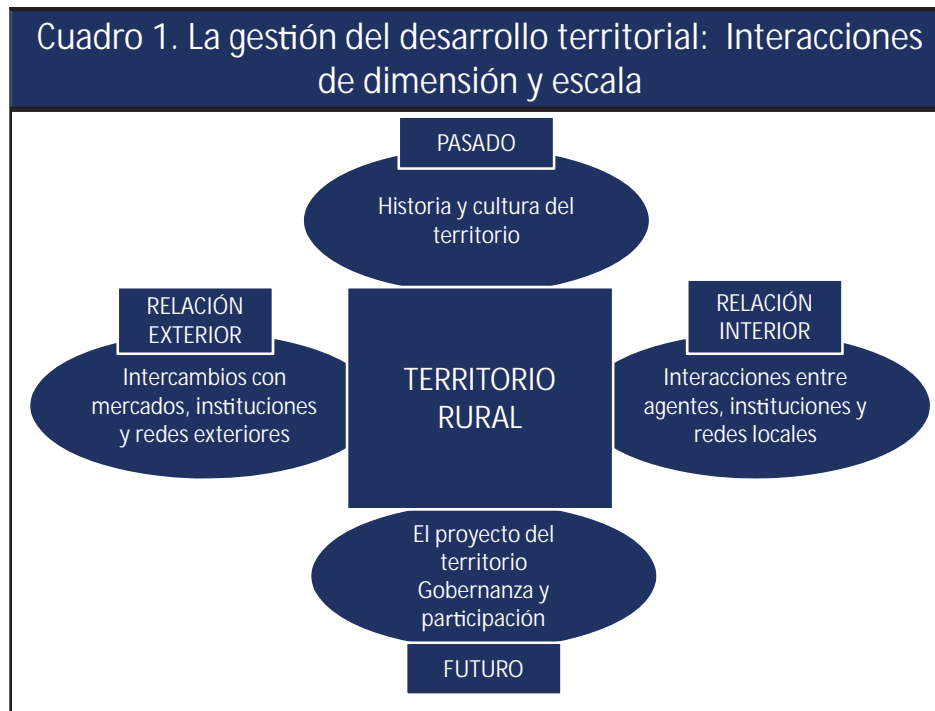 Cuadro 1. La gestión del desarrollo territorial: Interacciones
de dimensión y escala
PASADO
Historia y cultura del
territorio
RELACIÓN
EXTERIOR
Intercambios con
mercados, instituciones
y redes exteriores
TERRITORIO
RURAL
RELACIÓN
INTERIOR
Interacciones entre
agentes, instituciones y
redes locales
El proyecto del
territorio
Gobernanza y
participación
FUTURO